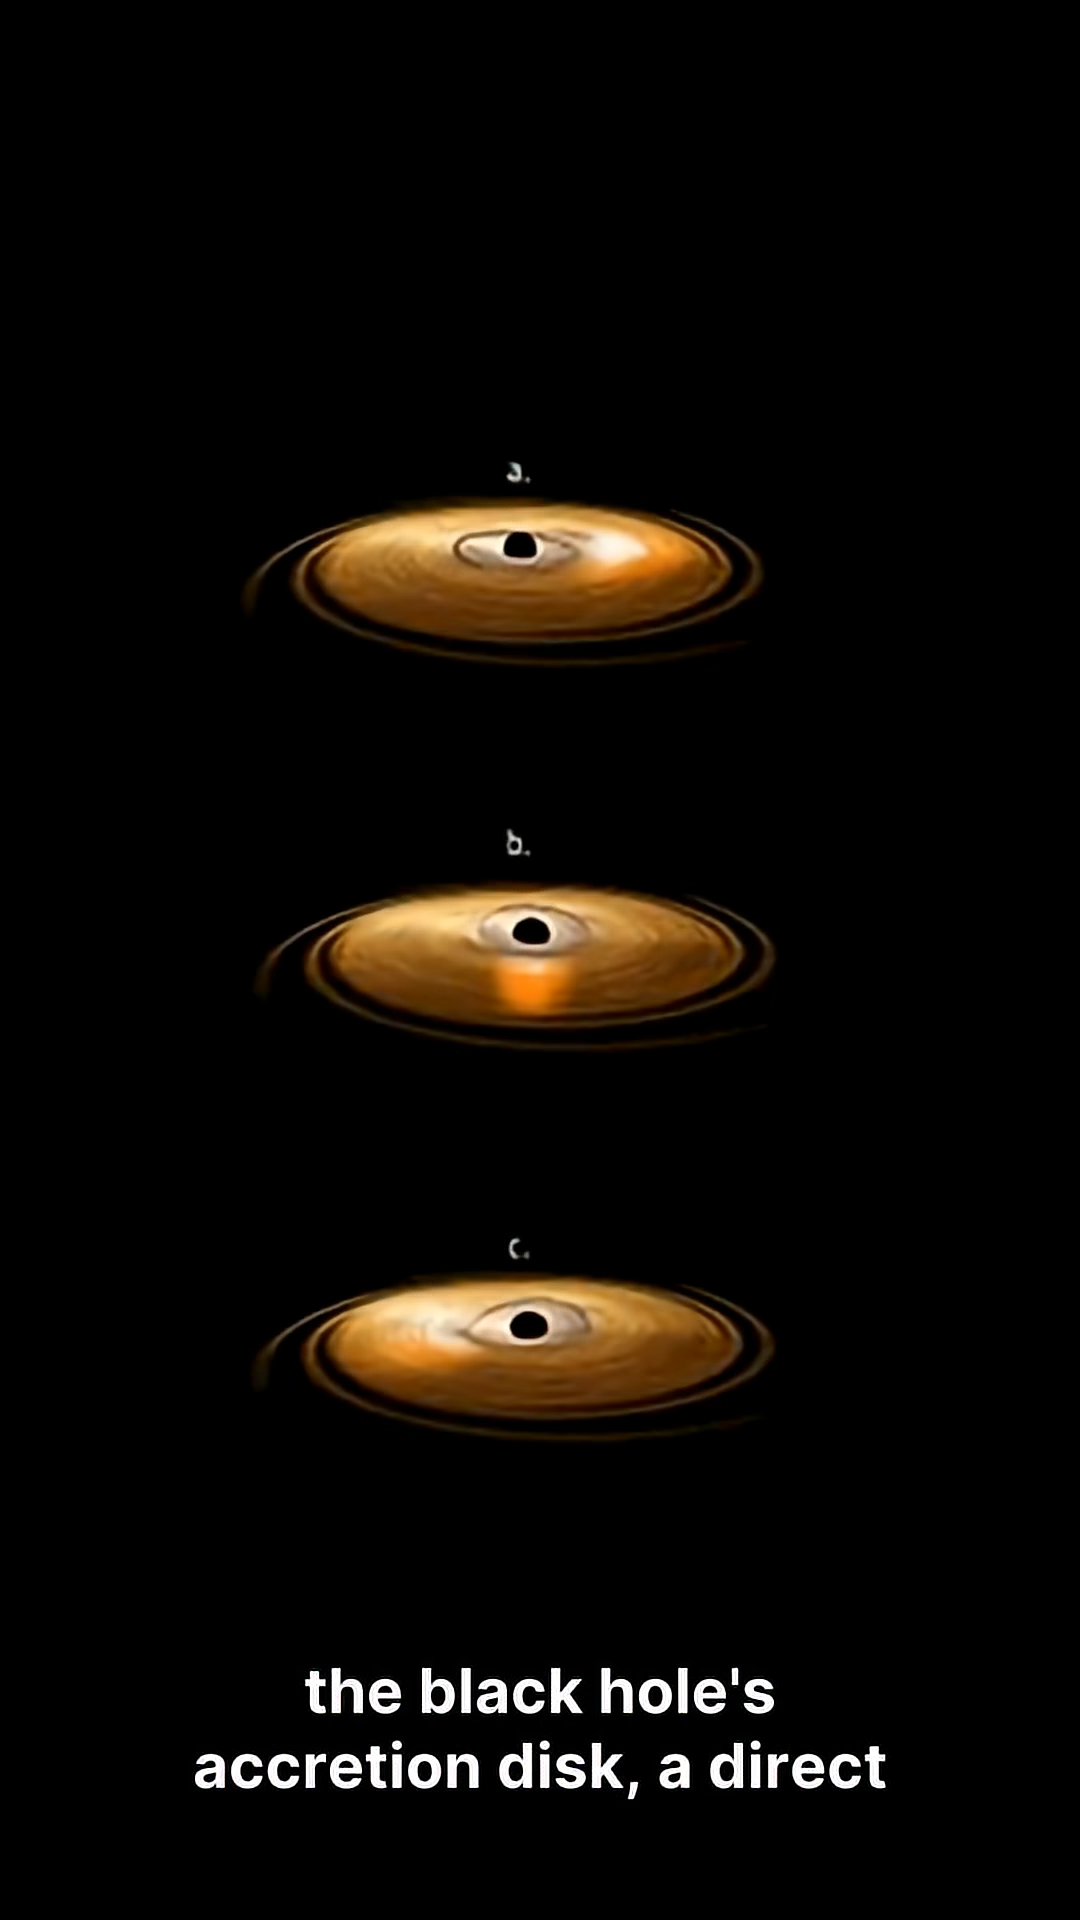 a.
b.
c.
the black hole's
accretion disk, a direct